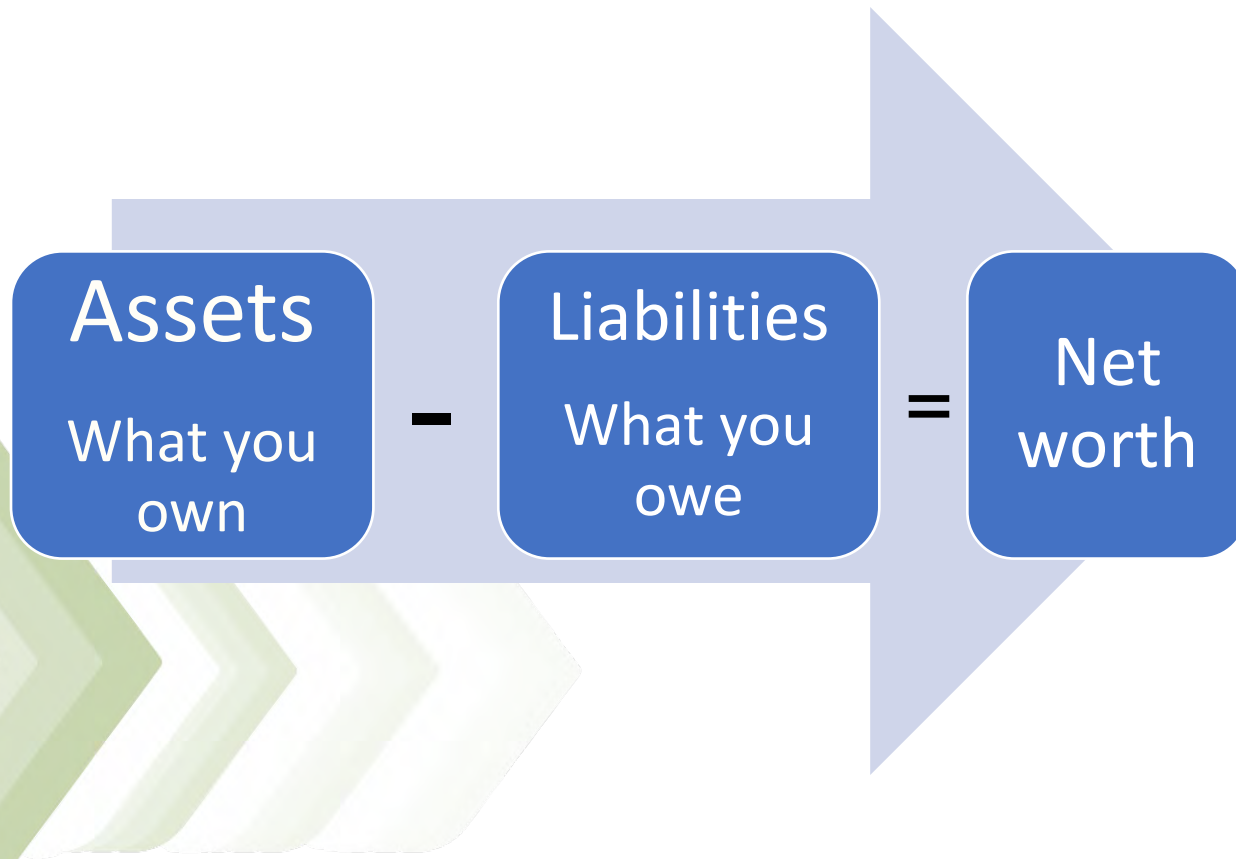 Assets
What you
own
-
Liabilities
What you
owe
=
Net
worth